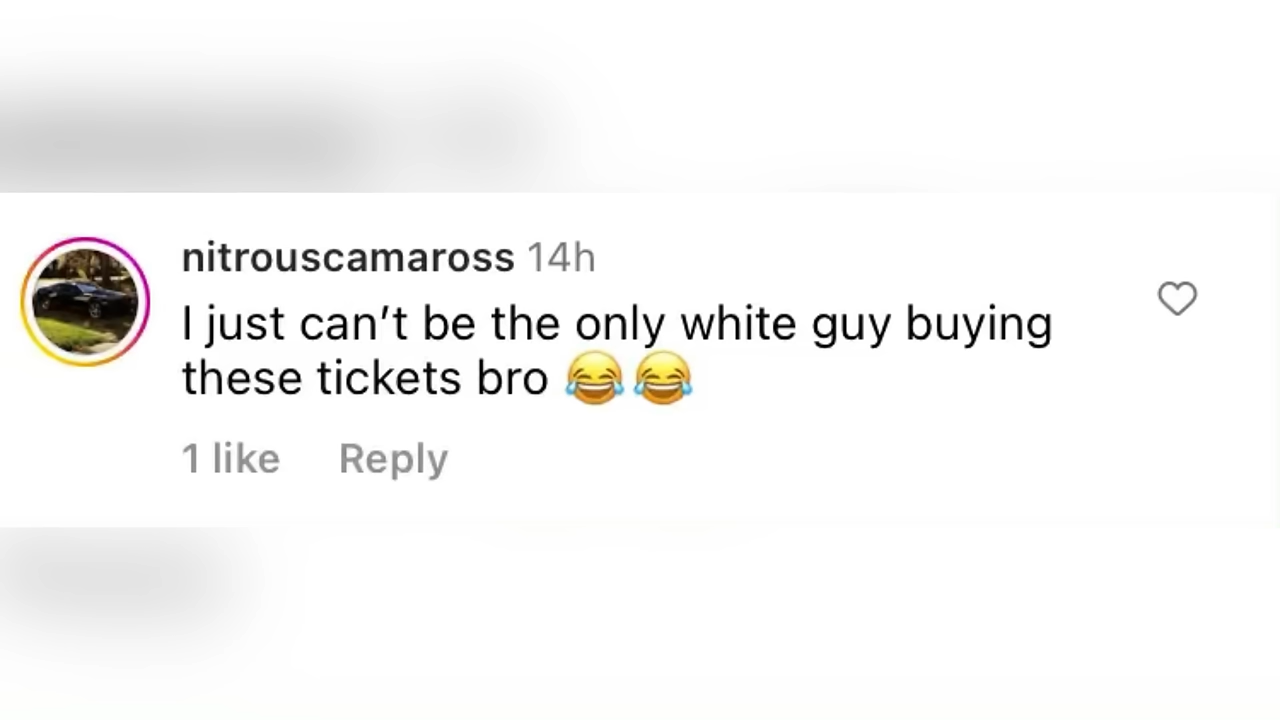 nitrouscamaross 14h
I just can’t be the only white guy buying
these tickets bro 😂😂
1 like Reply